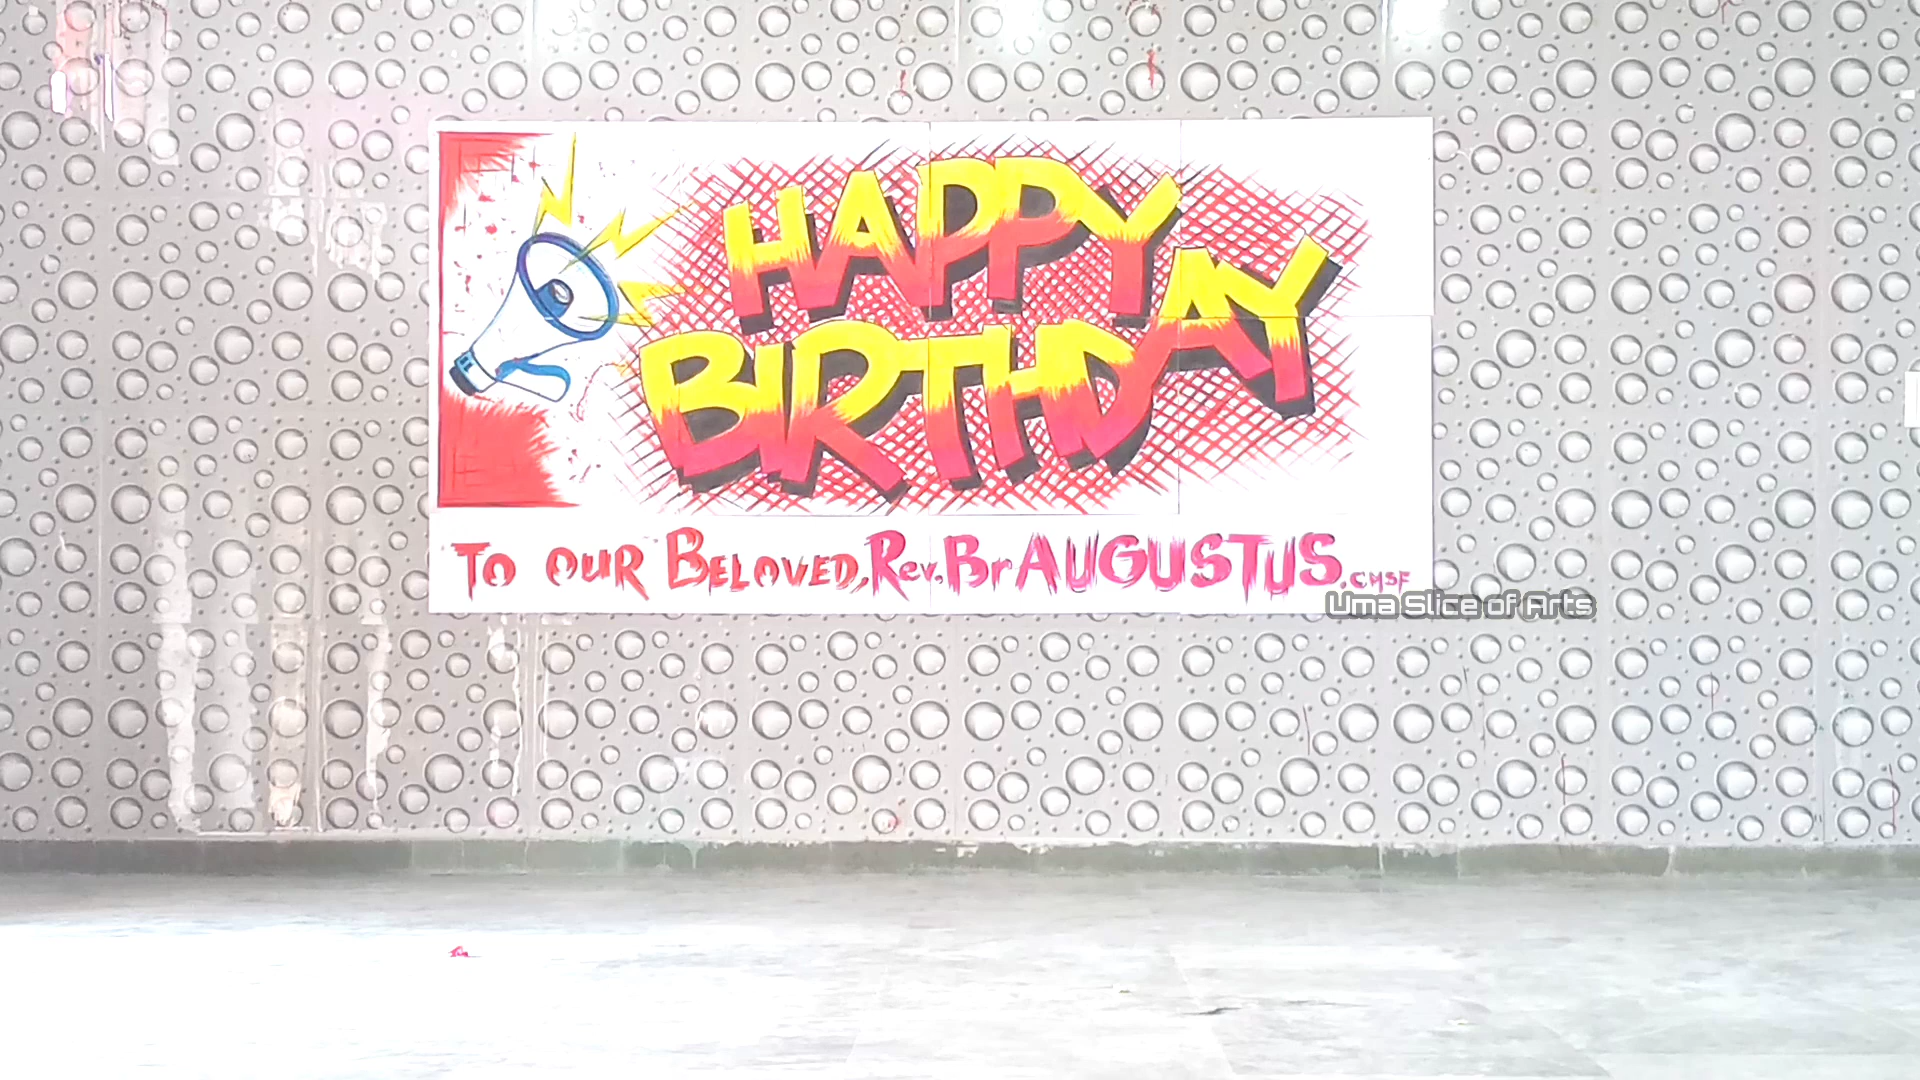 HAPPY
BIRTHDAY
To OUR BELOVED, Rev. Br AUGUSTUS. CMSF
Uma Slice of Arts